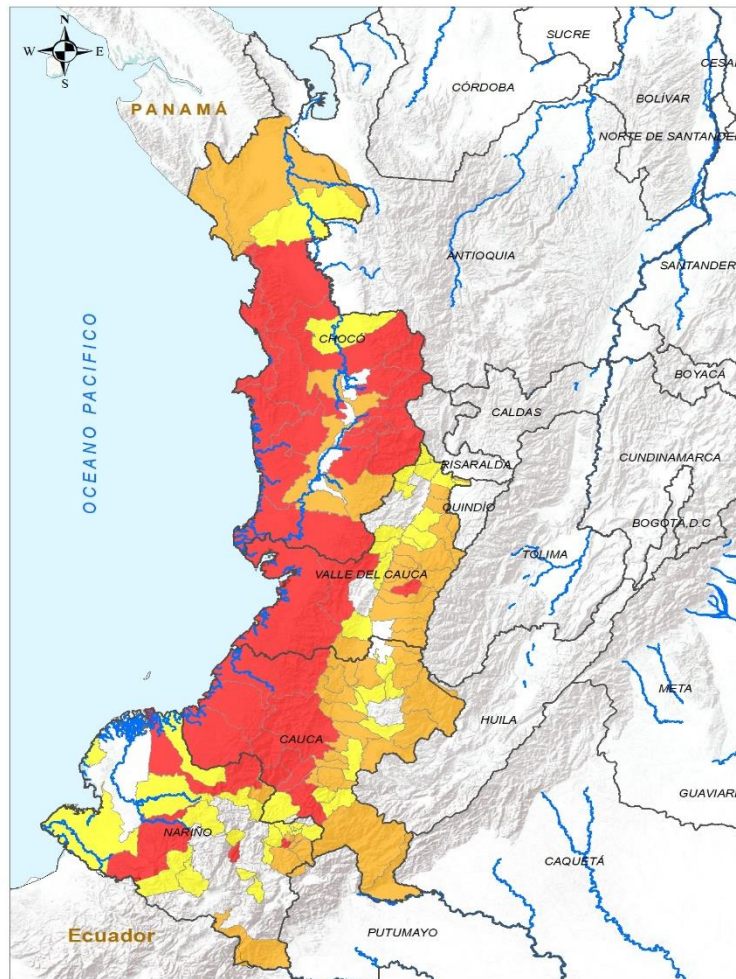 N
W E
S
PANAMÁ
SUCRE
CESA
CÓRDOBA
BOLÍVAR
NORTE DE SANTANDER
ANTIOQUIA
SANTANDER
OCEANO PACIFICO
CHOCÓ
BOYACÁ
CALDAS
RISARALDA
CUNDINAMARCA
QUINDÍO
BOGOTÁ, D.C
TOLIMA
VALLE DEL CAUCA
META
HUILA
CAUCA
GUAVIARE
NARIÑO
CAQUETÁ
Ecuador
PUTUMAYO